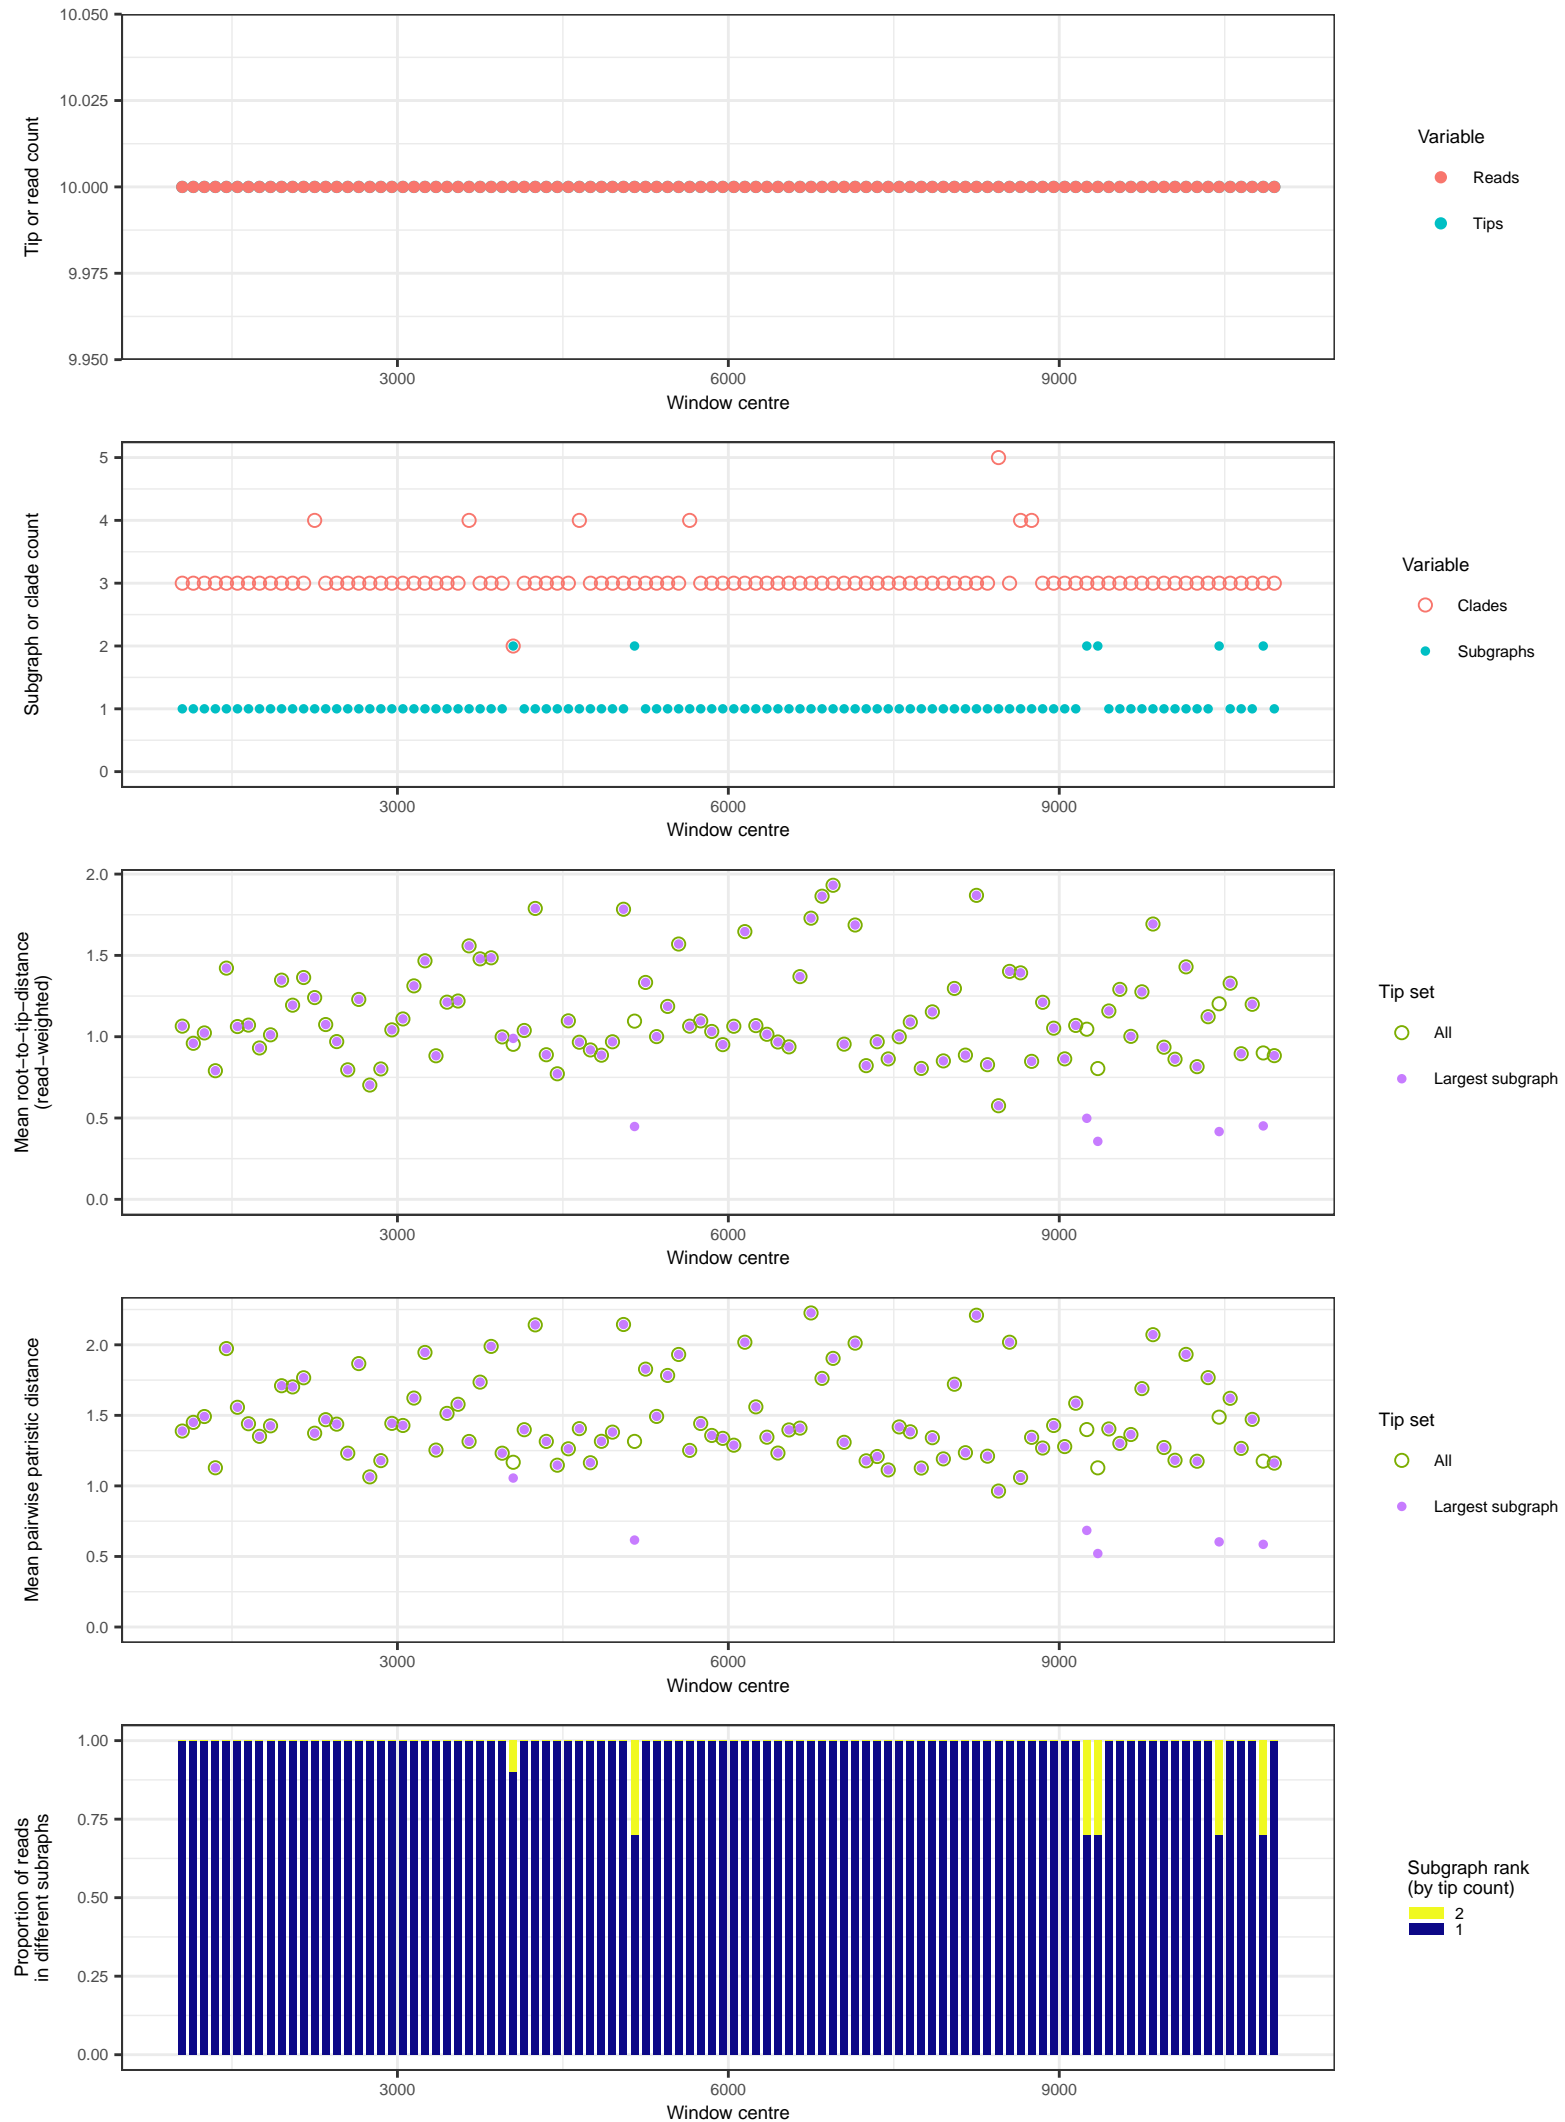 10.050
10.025
10.000
9.975
9.950
Tip or read count
3000 6000 9000
Window centre
Variable
Reads
Tips
5
4
3
2
1
0
Subgraph or clade count
3000 6000 9000
Window centre
Variable
Clades
Subgraphs
2.0
1.5
1.0
0.5
0.0
Mean root−to−tip−distance
(read−weighted)
3000 6000 9000
Window centre
Tip set
All
Largest subgraph
2.0
1.5
1.0
0.5
0.0
Mean pairwise patristic distance
3000 6000 9000
Window centre
Tip set
All
Largest subgraph
1.00
0.75
0.50
0.25
0.00
Proportion of reads
in different subraphs
3000 6000 9000
Window centre
Subgraph rank
(by tip count)
2
1